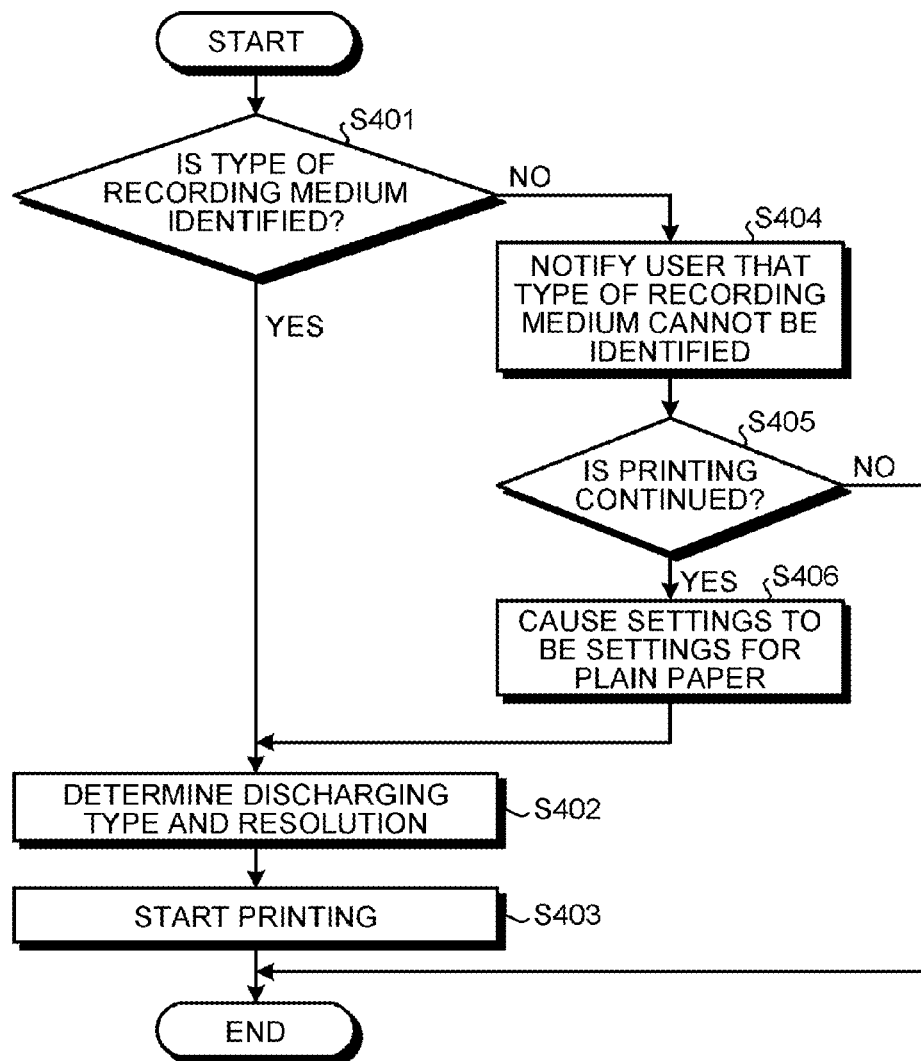 START
S401
IS TYPE OF
RECORDING MEDIUM
IDENTIFIED?
NO
S404
NOTIFY USER THAT
TYPE OF RECORDING
MEDIUM CANNOT BE
IDENTIFIED
YES
S405
IS PRINTING
CONTINUED?
NO
YES
S406
CAUSE SETTINGS TO
BE SETTINGS FOR
PLAIN PAPER
DETERMINE DISCHARGING
TYPE AND RESOLUTION
S402
START PRINTING
S403
END